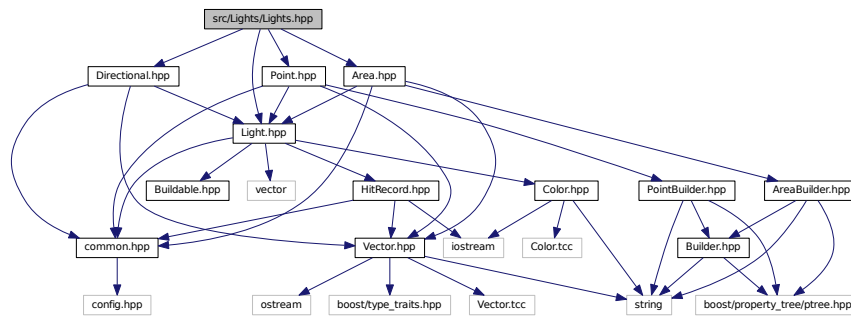 src/Lights/Lights.hpp
Directional.hpp
Point.hpp
Area.hpp
Light.hpp
Buildable.hpp
vector
HitRecord.hpp
Color.hpp
PointBuilder.hpp
AreaBuilder.hpp
common.hpp
Vector.hpp
iostream
Color.tcc
Builder.hpp
config.hpp
ostream
boost/type_traits.hpp
Vector.tcc
string
boost/property_tree/ptree.hpp